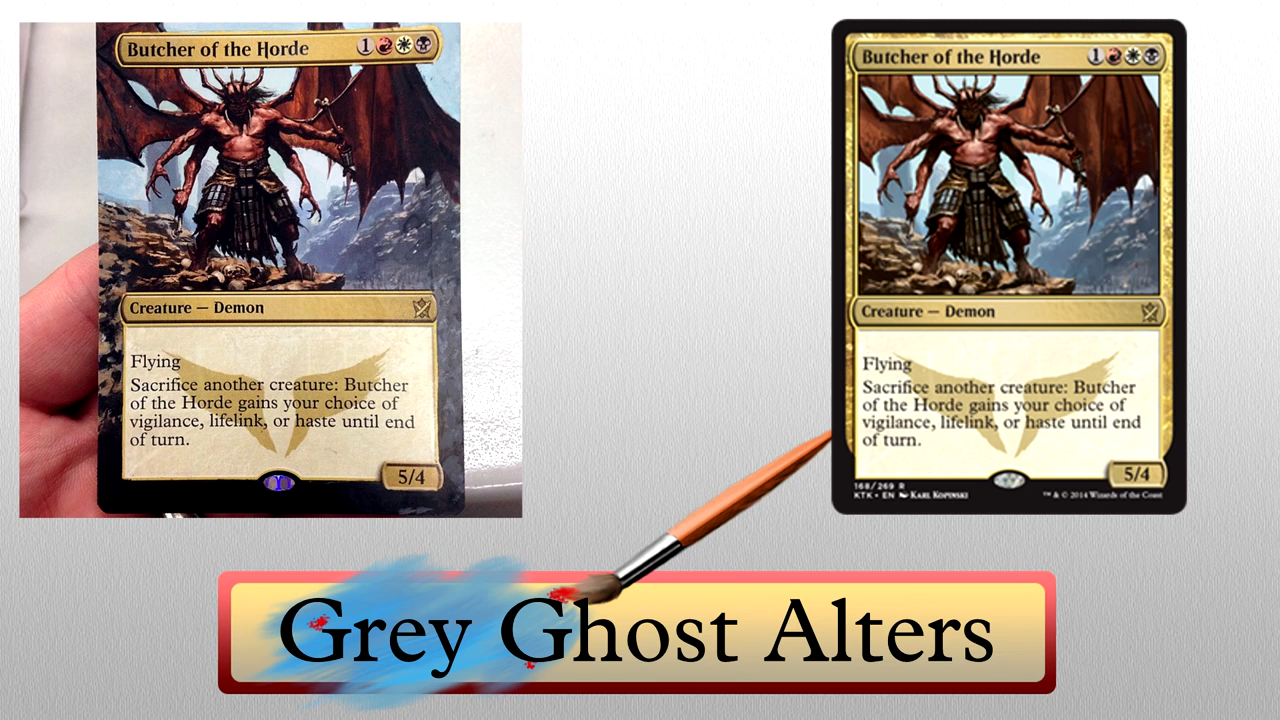 Butcher of the Horde 1
Creature — Demon
Flying
Sacrifice another creature: Butcher
of the Horde gains your choice of
vigilance, lifelink, or haste until end
of turn.
5/4
Butcher of the Horde 1
Creature — Demon
Flying
Sacrifice another creature: Butcher
of the Horde gains your choice of
vigilance, lifelink, or haste until end
of turn.
5/4
168/269 R
KTK • EN Karl Kopinski
™ & © 2014 Wizards of the Coast
Grey Ghost Alters